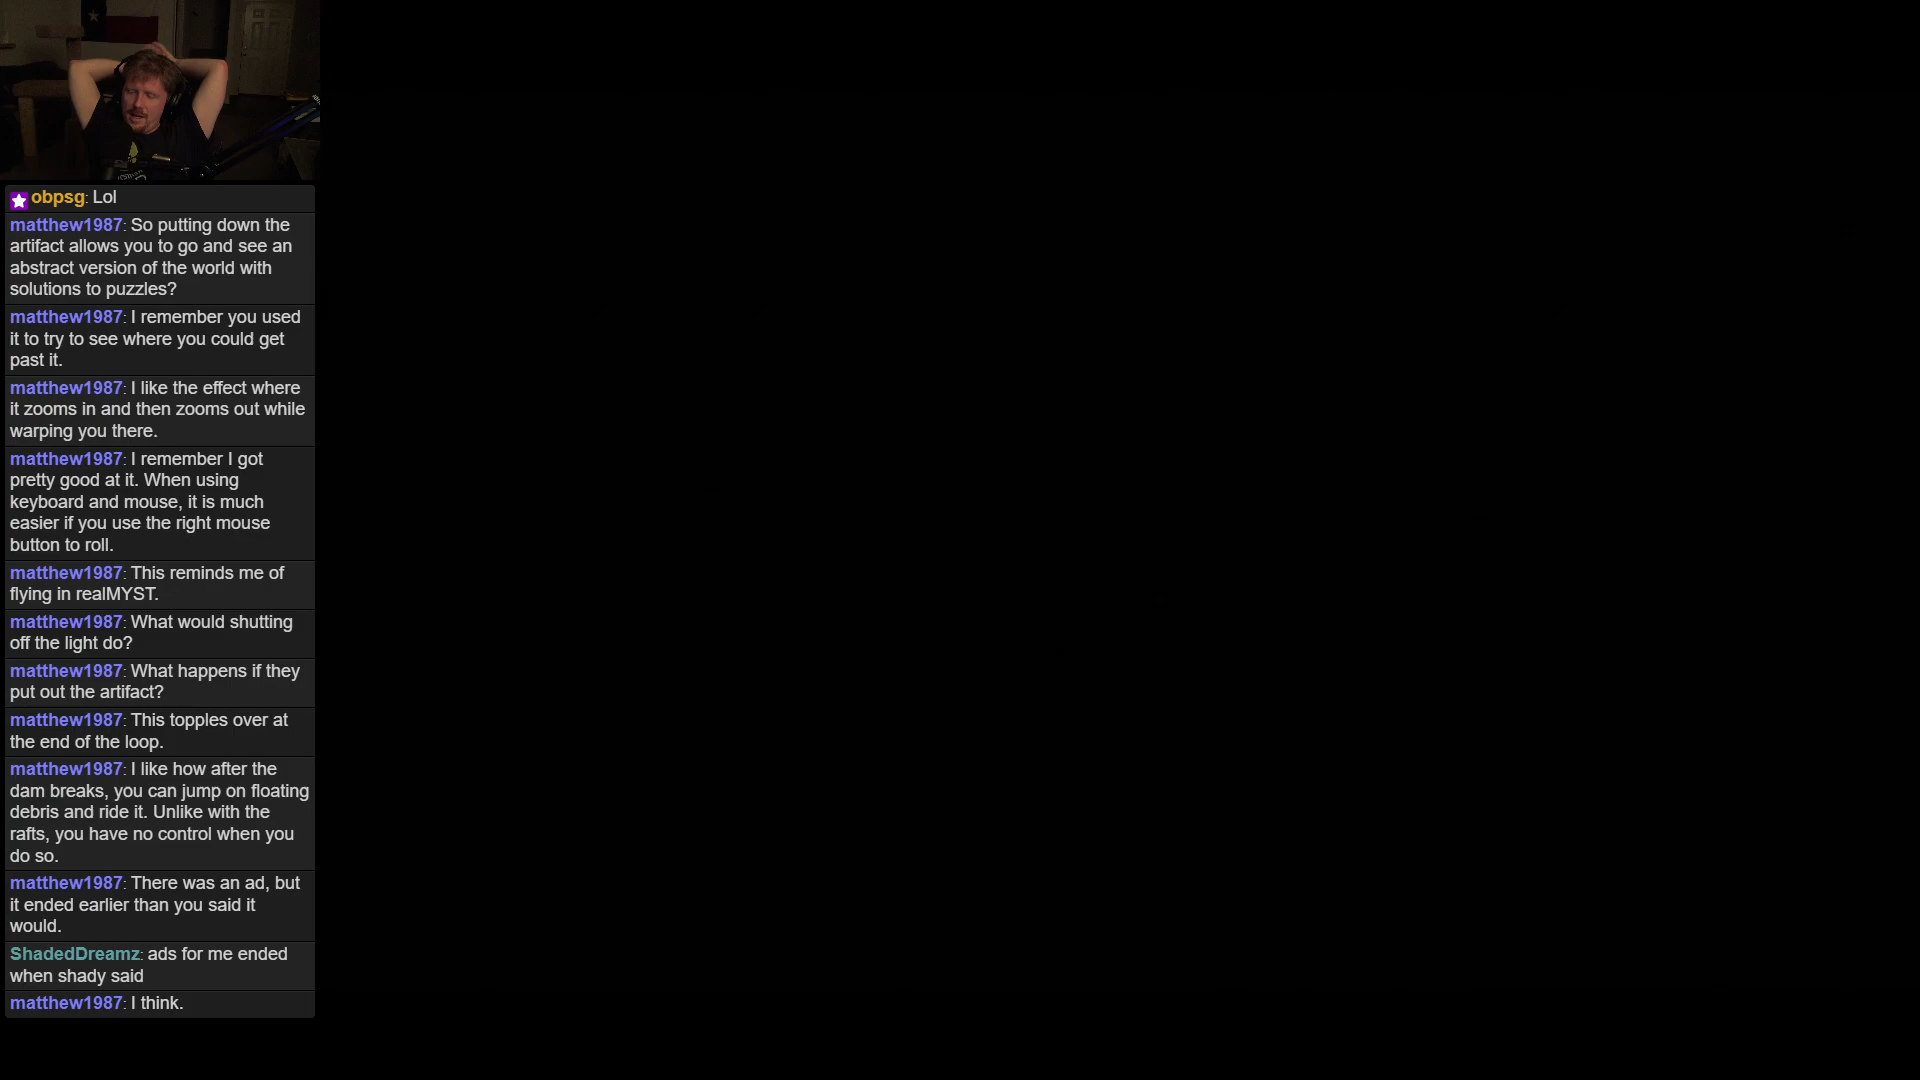 obpsg: Lol
matthew1987: So putting down the
artifact allows you to go and see an
abstract version of the world with
solutions to puzzles?
matthew1987: I remember you used
it to try to see where you could get
past it.
matthew1987: I like the effect where
it zooms in and then zooms out while
warping you there.
matthew1987: I remember I got
pretty good at it. When using
keyboard and mouse, it is much
easier if you use the right mouse
button to roll.
matthew1987: This reminds me of
flying in realMYST.
matthew1987: What would shutting
off the light do?
matthew1987: What happens if they
put out the artifact?
matthew1987: This topples over at
the end of the loop.
matthew1987: I like how after the
dam breaks, you can jump on floating
debris and ride it. Unlike with the
rafts, you have no control when you
do so.
matthew1987: There was an ad, but
it ended earlier than you said it
would.
ShadedDreamz: ads for me ended
when shady said
matthew1987: I think.